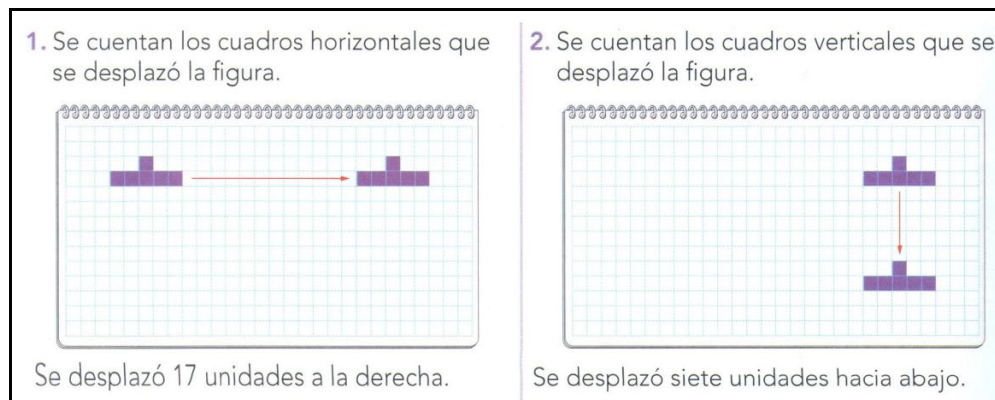 1. Se cuentan los cuadros horizontales que
se desplazó la figura.
Se desplazó 17 unidades a la derecha.
2. Se cuentan los cuadros verticales que se
desplazó la figura.
Se desplazó siete unidades hacia abajo.